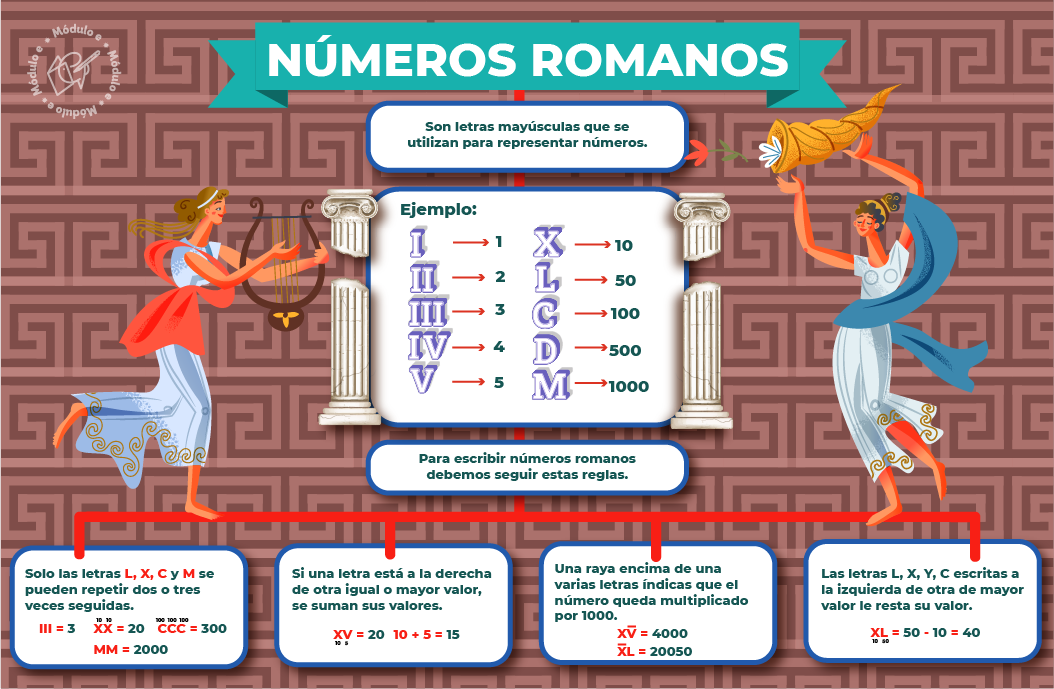 Módulo e • Módulo e • Módulo e • Módulo e •
NÚMEROS ROMANOS
Son letras mayúsculas que se
utilizan para representar números.
Ejemplo:
I → 1
II → 2
III → 3
IV → 4
V → 5
X → 10
L → 50
C → 100
D → 500
M → 1000
Para escribir números romanos
debemos seguir estas reglas.
Solo las letras L, X, C y M se
pueden repetir dos o tres
veces seguidas.
10 10 100 100 100
III = 3 XX = 20 CCC = 300
MM = 2000
Si una letra está a la derecha
de otra igual o mayor valor,
se suman sus valores.
XV = 20 10 + 5 = 15
10 5
Una raya encima de una
varias letras índicas que el
número queda multiplicado
por 1000.
XV̅ = 4000
X̅L = 20050
Las letras L, X, Y, C escritas a
la izquierda de otra de mayor
valor le resta su valor.
XL = 50 - 10 = 40
10 50